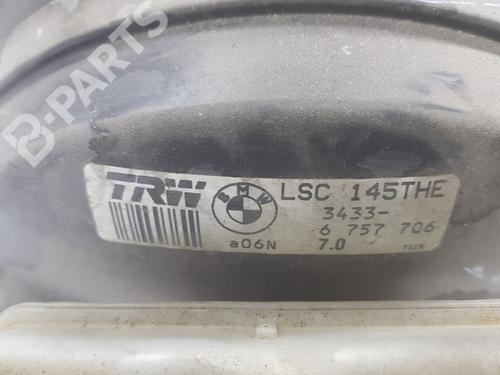 B-PARTS
TRW BMW LSC 145THE
3433-
6 757 706
a06N 7.0